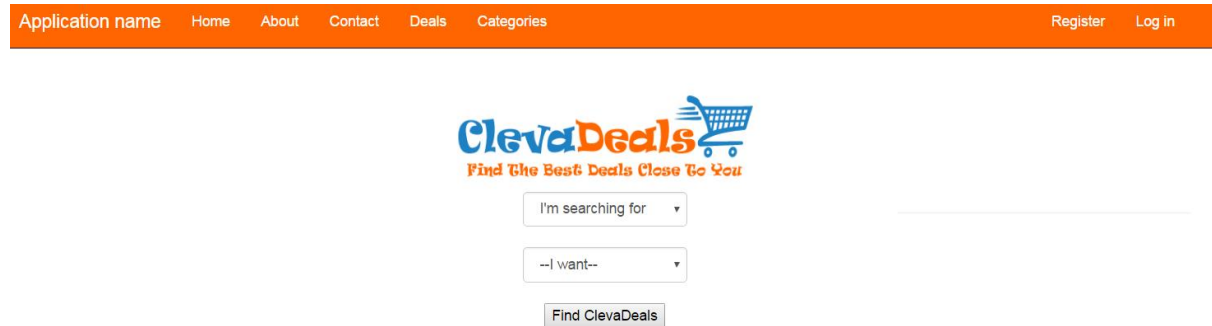 Application name Home About Contact Deals Categories Register Log in
ClevaDeals
Find The Best Deals Close To You
I'm searching for
--I want--
Find ClevaDeals